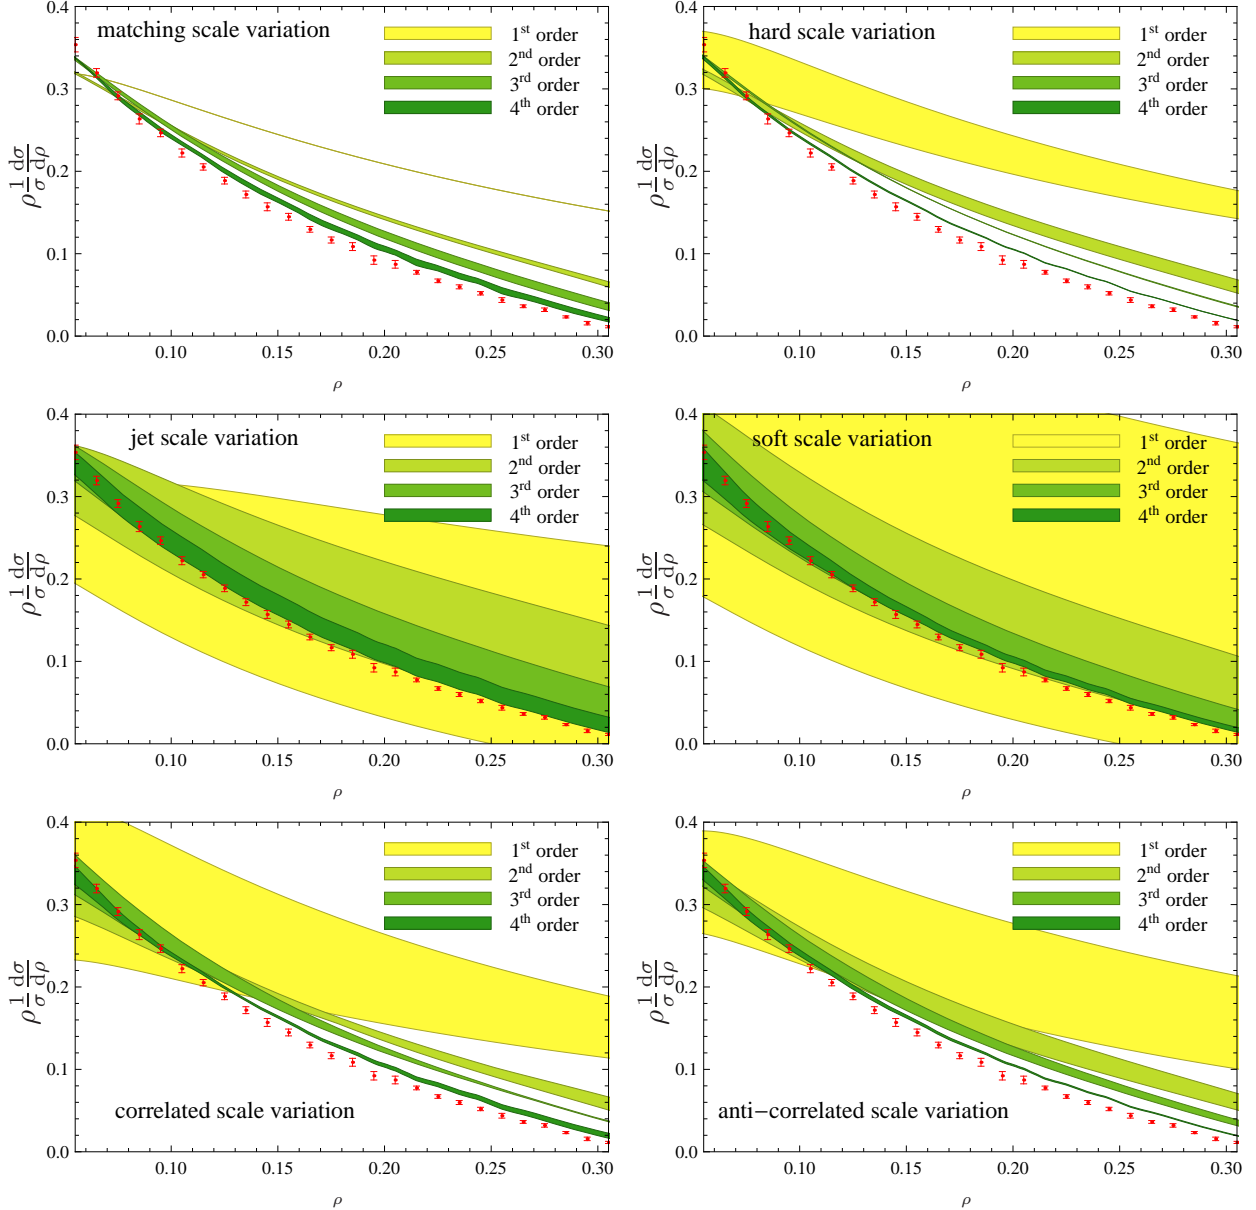 matching scale variation
1st order
2nd order
3rd order
4th order
0.4
0.3
0.2
0.1
0.0
ρ 1/σ dσ/dρ
0.10 0.15 0.20 0.25 0.30
ρ
hard scale variation
1st order
2nd order
3rd order
4th order
0.4
0.3
0.2
0.1
0.0
ρ 1/σ dσ/dρ
0.10 0.15 0.20 0.25 0.30
ρ
jet scale variation
1st order
2nd order
3rd order
4th order
0.4
0.3
0.2
0.1
0.0
ρ 1/σ dσ/dρ
0.10 0.15 0.20 0.25 0.30
ρ
soft scale variation
1st order
2nd order
3rd order
4th order
0.4
0.3
0.2
0.1
0.0
ρ 1/σ dσ/dρ
0.10 0.15 0.20 0.25 0.30
ρ
1st order
2nd order
3rd order
4th order
0.4
0.3
0.2
0.1
0.0
ρ 1/σ dσ/dρ
correlated scale variation
0.10 0.15 0.20 0.25 0.30
ρ
1st order
2nd order
3rd order
4th order
0.4
0.3
0.2
0.1
0.0
ρ 1/σ dσ/dρ
anti−correlated scale variation
0.10 0.15 0.20 0.25 0.30
ρ